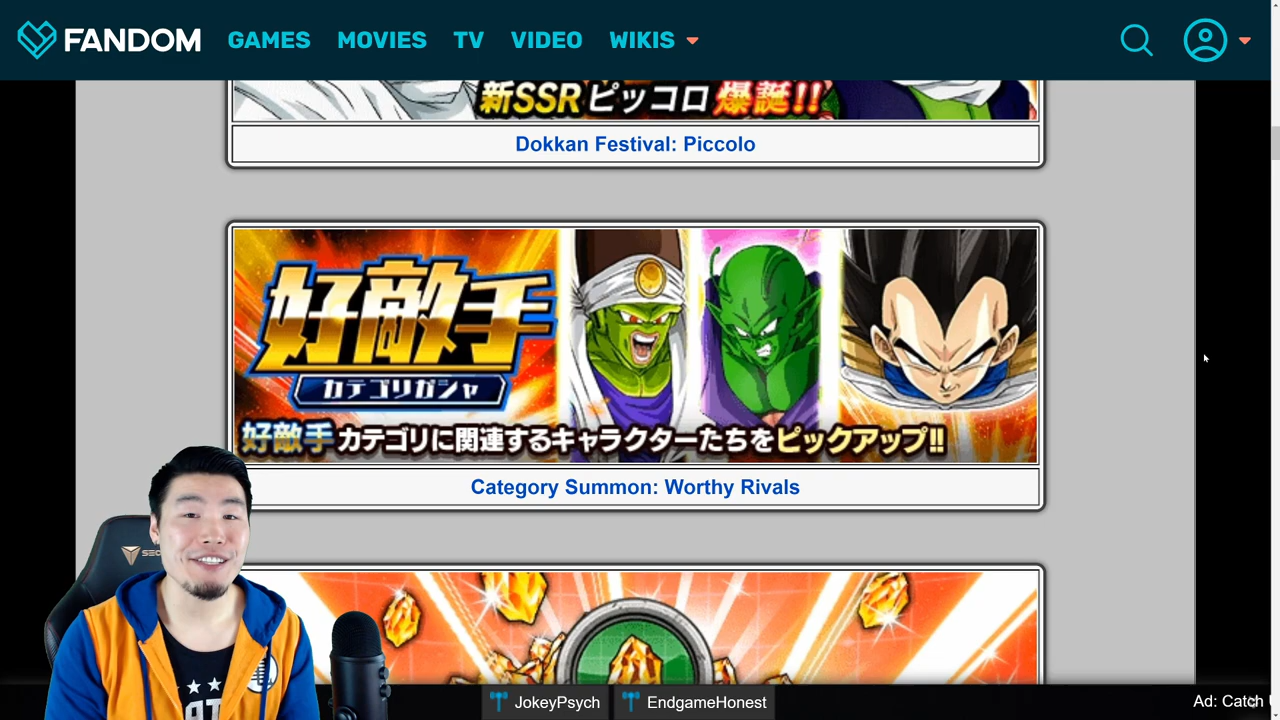 FANDOM GAMES MOVIES TV VIDEO WIKIS
新SSRピッコロ爆誕!!
Dokkan Festival: Piccolo
好敵手
カテゴリガシャ
好敵手カテゴリに関連するキャラクターたちをピックアップ!!
Category Summon: Worthy Rivals
JokeyPsych EndgameHonest
Ad: Catch